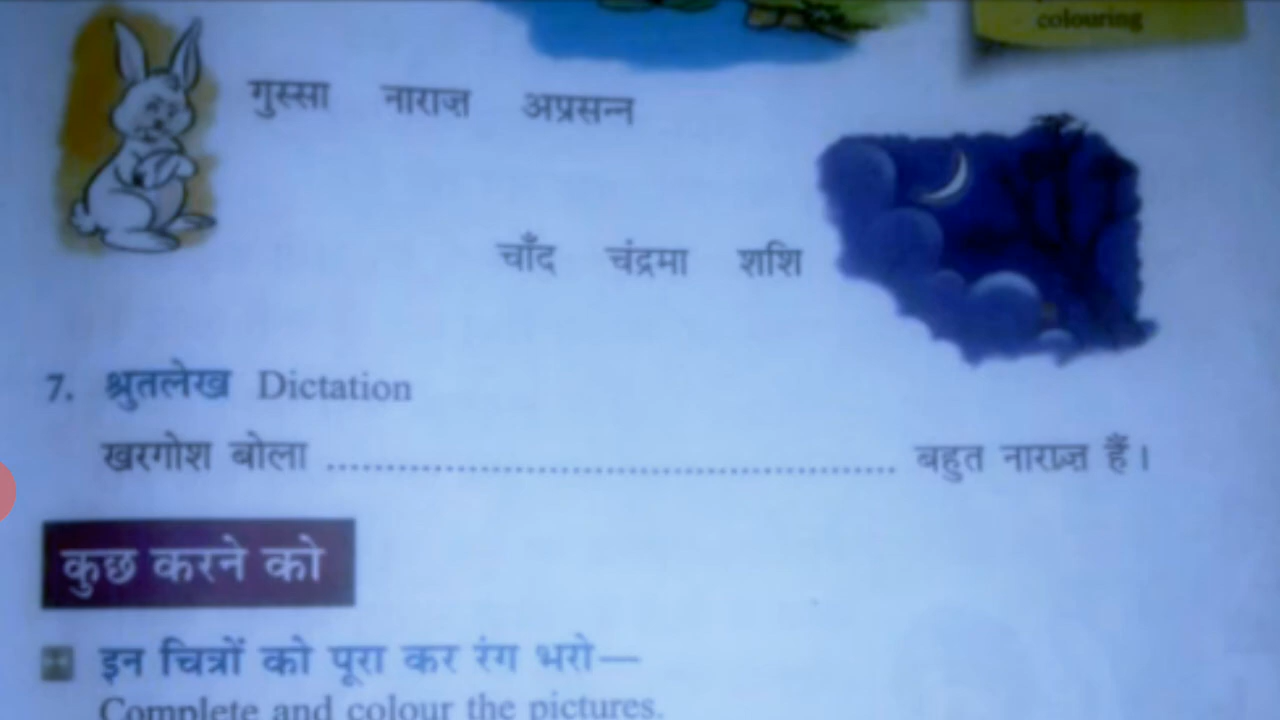 colouring
गुस्सा नाराज़ अप्रसन्न
चाँद चंद्रमा शशि
7. श्रुतलेख Dictation
खरगोश बोला ................................................ बहुत नाराज़ हैं।
कुछ करने को
इन चित्रों को पूरा कर रंग भरो—
Complete and colour the pictures.